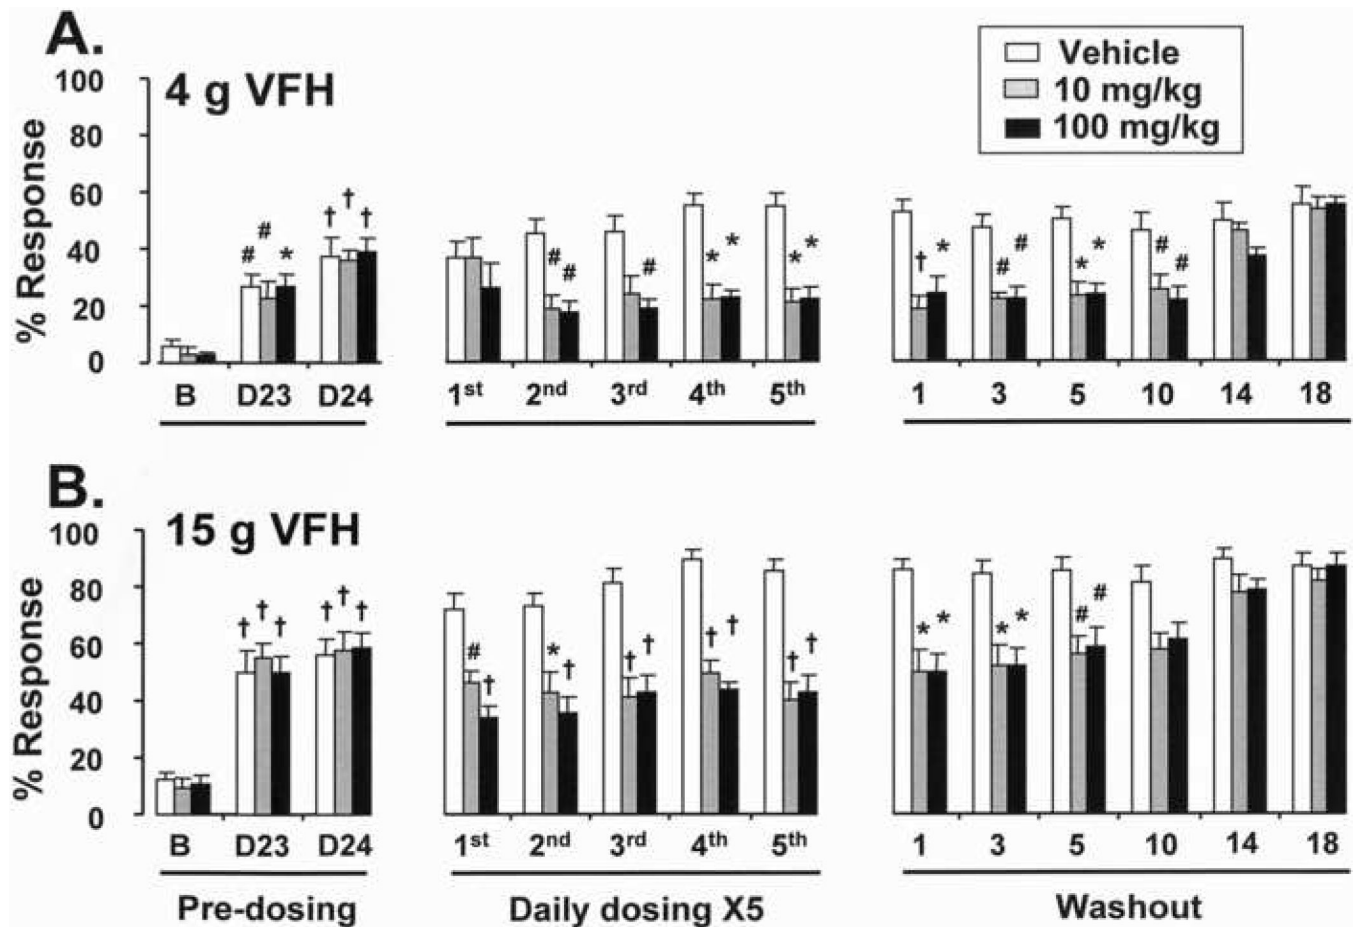 A.
4 g VFH
Vehicle
10 mg/kg
100 mg/kg
% Response
100
80
60
40
20
0
# # * † † †
# # # * * * *
† * # # * * # #
B D23 D24 1st 2nd 3rd 4th 5th 1 3 5 10 14 18
B.
15 g VFH
% Response
100
80
60
40
20
0
† † † † † †
# † * † † † † † † †
* * * * # #
B D23 D24 1st 2nd 3rd 4th 5th 1 3 5 10 14 18
Pre-dosing Daily dosing X5 Washout